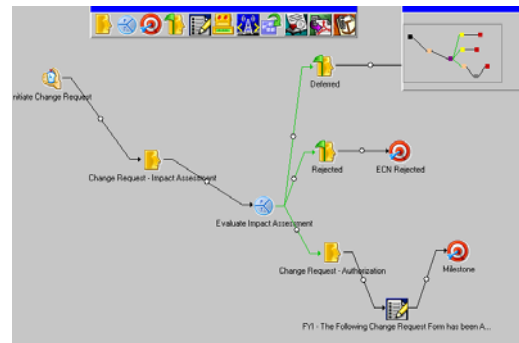 nitiate Change Request
Deferred
Change Request - Impact Assessment
Rejected
ECN Rejected
Evaluate Impact Assessment
Change Request - Authorization
Milestone
FYI - The Following Change Request Form has been A...